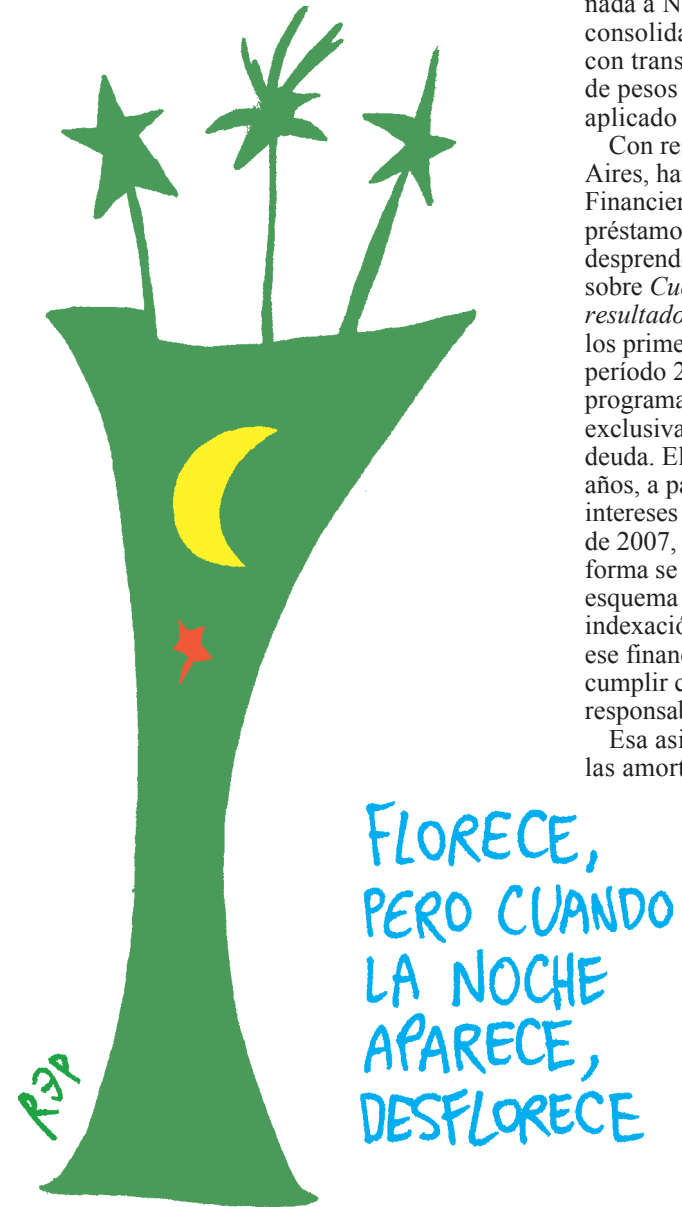 nada a N
consolida
con trans
de pesos
aplicado
Con res
Aires, ha
Financier
préstamo
desprend
sobre Cu
resultado
los prime
período 2
programa
exclusiva
deuda. El
años, a pa
intereses
de 2007,
forma se
esquema
indexació
ese financ
cumplir c
responsab
Esa asi
las amort
FLORECE,
PERO CUANDO
LA NOCHE
APARECE,
DESFLORECE
REP